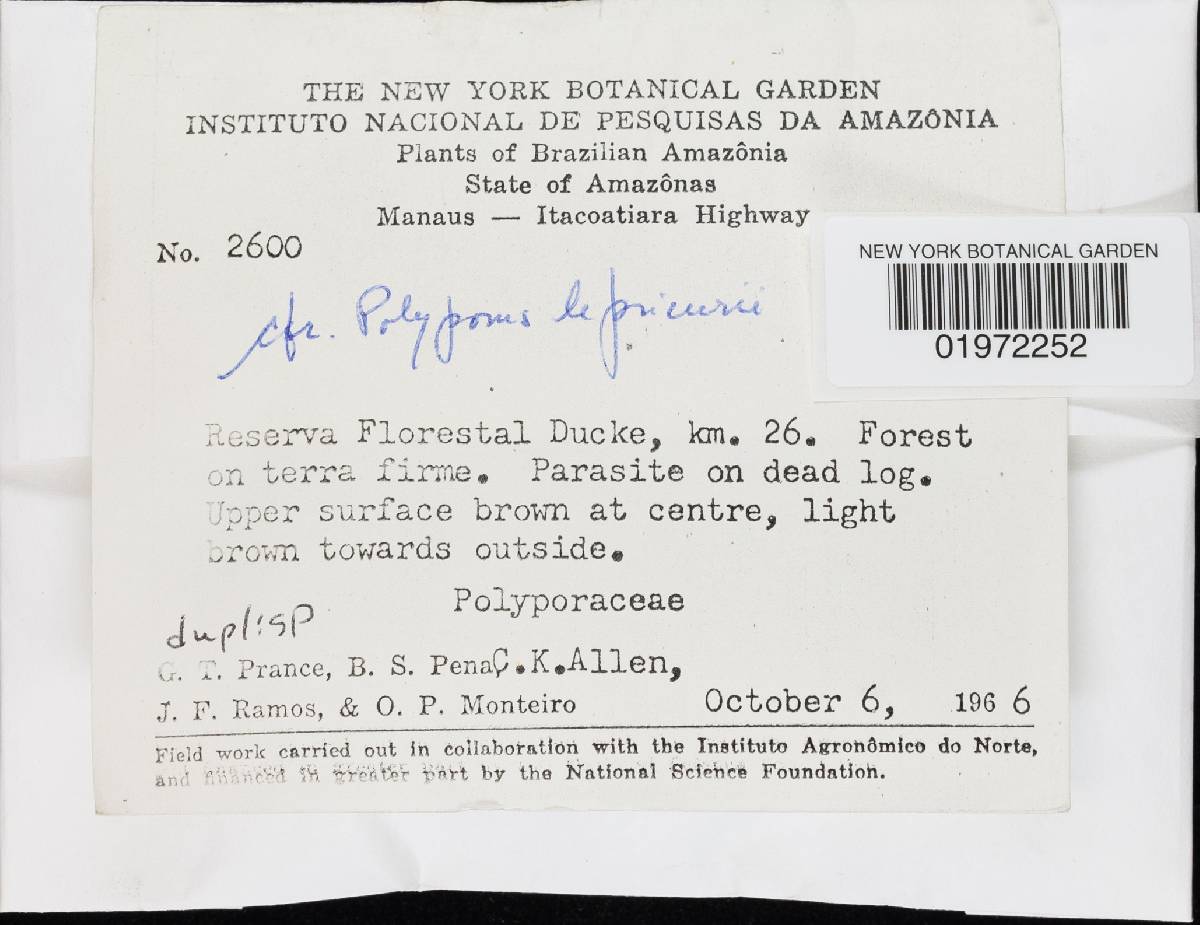 THE NEW YORK BOTANICAL GARDEN
INSTITUTO NACIONAL DE PESQUISAS DA AMAZÔNIA
Plants of Brazilian Amazônia
State of Amazônas
Manaus — Itacoatiara Highway
No. 2600
NEW YORK BOTANICAL GARDEN
01972252
cfr. Polyporus leprieurii
Reserva Florestal Ducke, km. 26. Forest
on terra firme. Parasite on dead log.
Upper surface brown at centre, light
brown towards outside.
Polyporaceae
dupl: SP
G. T. Prance, B. S. Pena, C.K.Allen,
J. F. Ramos, & O. P. Monteiro
October 6, 1966
Field work carried out in collaboration with the Instituto Agronômico do Norte,
and financed in greater part by the National Science Foundation.